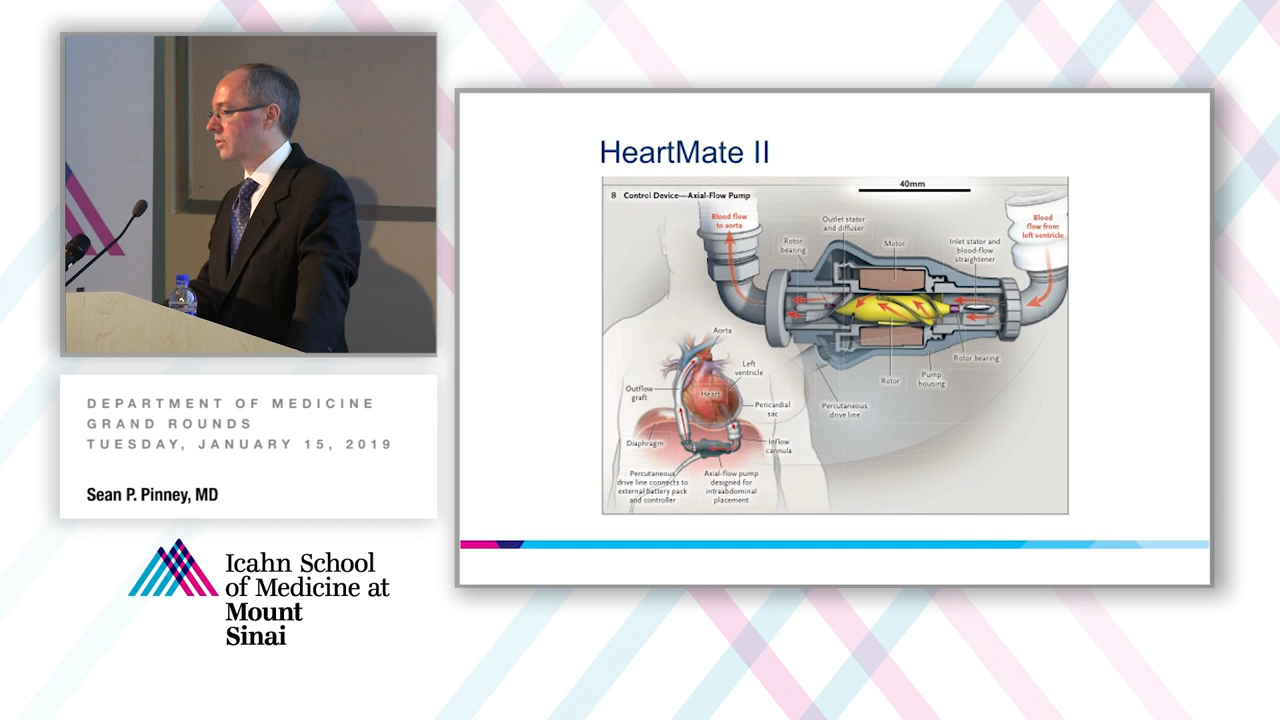 DEPARTMENT OF MEDICINE
GRAND ROUNDS
TUESDAY, JANUARY 15, 2019
Sean P. Pinney, MD
Icahn School
of Medicine at
Mount
Sinai
HeartMate II
B Control Device—Axial-Flow Pump
40mm
Blood flow
to aorta
Rotor
bearing
Outlet stator
and diffuser
Motor
Inlet stator and
blood-flow
straightener
Blood
flow from
left ventricle
Rotor bearing
Pump
housing
Rotor
Percutaneous
drive line
Aorta
Left
ventricle
Outflow
graft
Heart
Pericardial
sac
Diaphragm
Inflow
cannula
Percutaneous
drive line connects to
external battery pack
and controller
Axial-flow pump
designed for
intraabdominal
placement